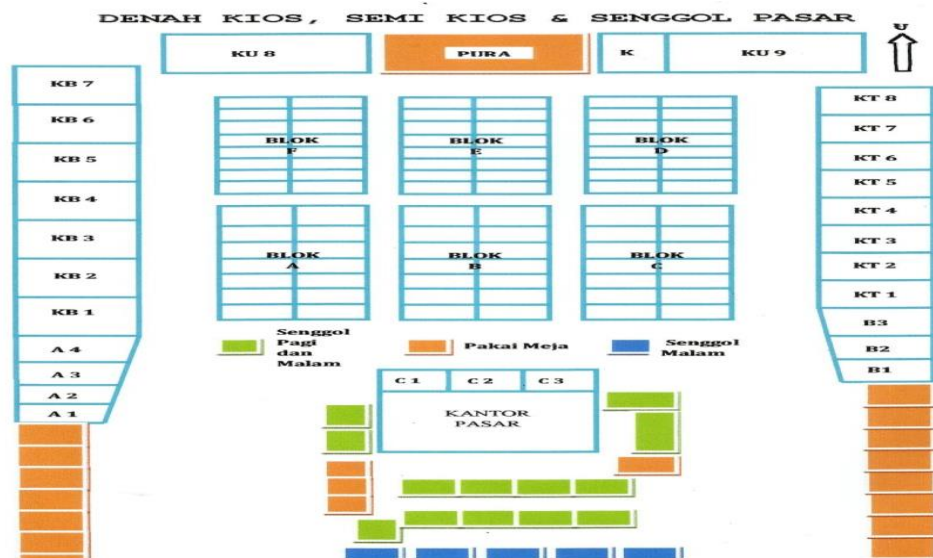 DENAH KIOS, SEMI KIOS & SENGGOL PASAR
U
KU 8
PURA
K
KU 9
KB 7
KB 6
KB 5
KB 4
KB 3
KB 2
KB 1
A 4
A 3
A 2
A 1
BLOK
F
BLOK
E
BLOK
D
BLOK
A
BLOK
B
BLOK
C
KT 8
KT 7
KT 6
KT 5
KT 4
KT 3
KT 2
KT 1
B3
B2
B1
Senggol
Pagi
dan
Malam
Pakai Meja
Senggol
Malam
C 1
C 2
C 3
KANTOR
PASAR